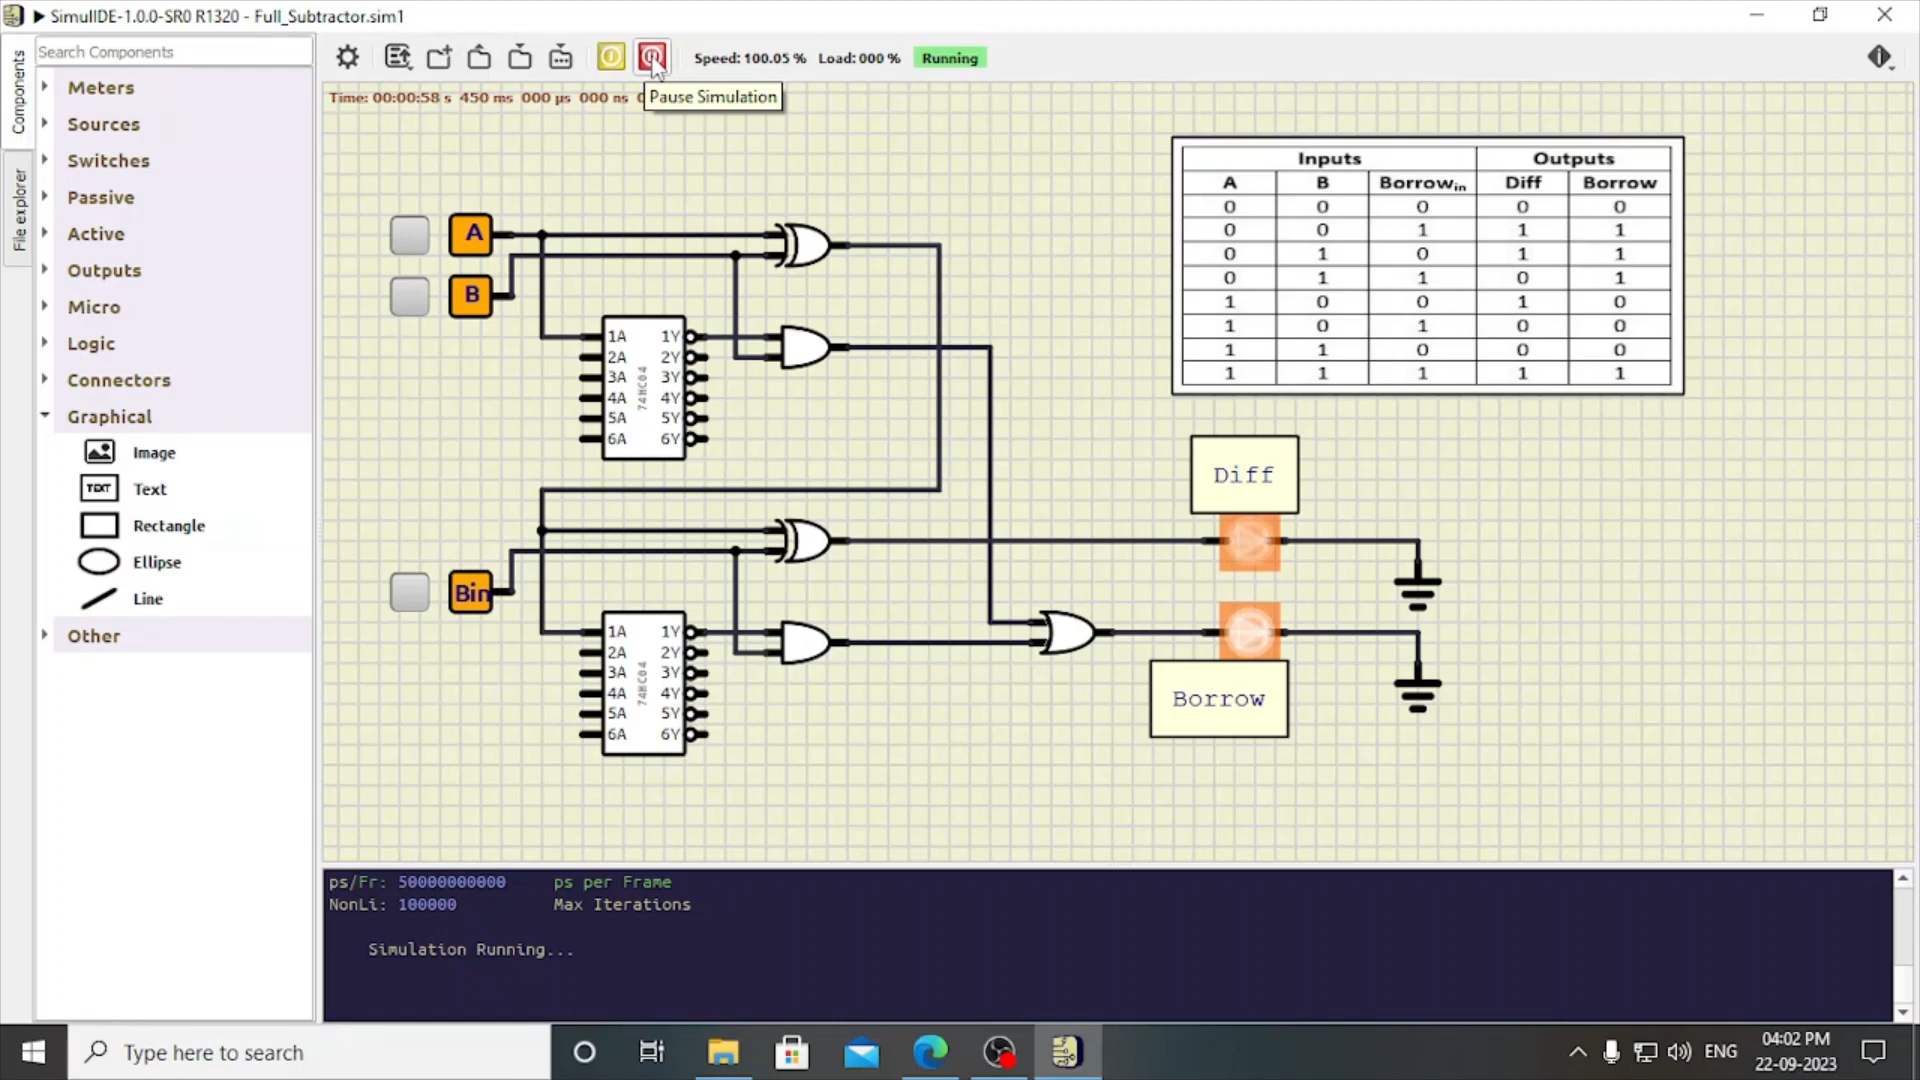 SimulIDE-1.0.0-SR0 R1320 - Full_Subtractor.sim1
Components
File explorer
Search Components
Meters
Sources
Switches
Passive
Active
Outputs
Micro
Logic
Connectors
Graphical
Image
TEXT Text
Rectangle
Ellipse
Line
Other
Speed: 100.05 % Load: 000 % Running
Time: 00:00:58 s 450 ms 000 µs 000 ns
Pause Simulation
Inputs Outputs
A B Borrowin Diff Borrow
0 0 0 0 0
0 0 1 1 1
0 1 0 1 1
0 1 1 0 1
1 0 0 1 0
1 0 1 0 0
1 1 0 0 0
1 1 1 1 1
A
B
1A 1Y
2A 2Y
3A 3Y
4A 4Y
5A 5Y
6A 6Y
74HC04
Diff
Bin
1A 1Y
2A 2Y
3A 3Y
4A 4Y
5A 5Y
6A 6Y
74HC04
Borrow
ps/Fr: 50000000000 ps per Frame
NonLi: 100000 Max Iterations
Simulation Running...
Type here to search
ENG
04:02 PM
22-09-2023